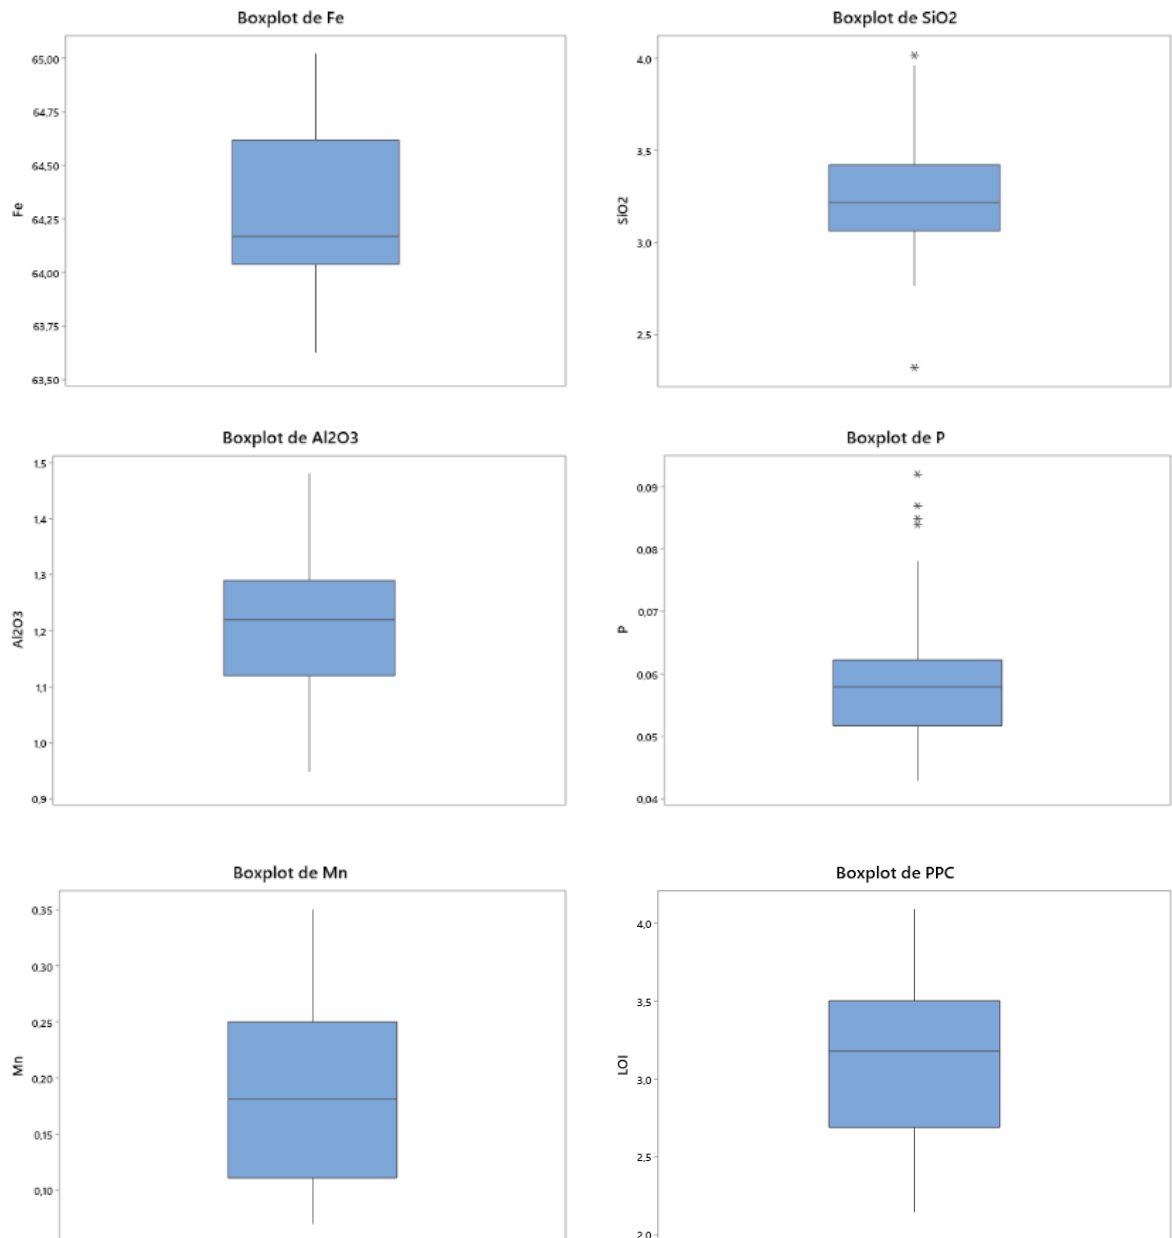 Boxplot de Fe
65,00
64,75
64,50
64,25
64,00
63,75
63,50
Fe
Boxplot de SiO2
4,0
3,5
3,0
2,5
SiO2
Boxplot de Al2O3
1,5
1,4
1,3
1,2
1,1
1,0
0,9
Al2O3
Boxplot de P
0,09
0,08
0,07
0,06
0,05
0,04
P
Boxplot de Mn
0,35
0,30
0,25
0,20
0,15
0,10
Mn
Boxplot de PPC
4,0
3,5
3,0
2,5
2,0
LOI